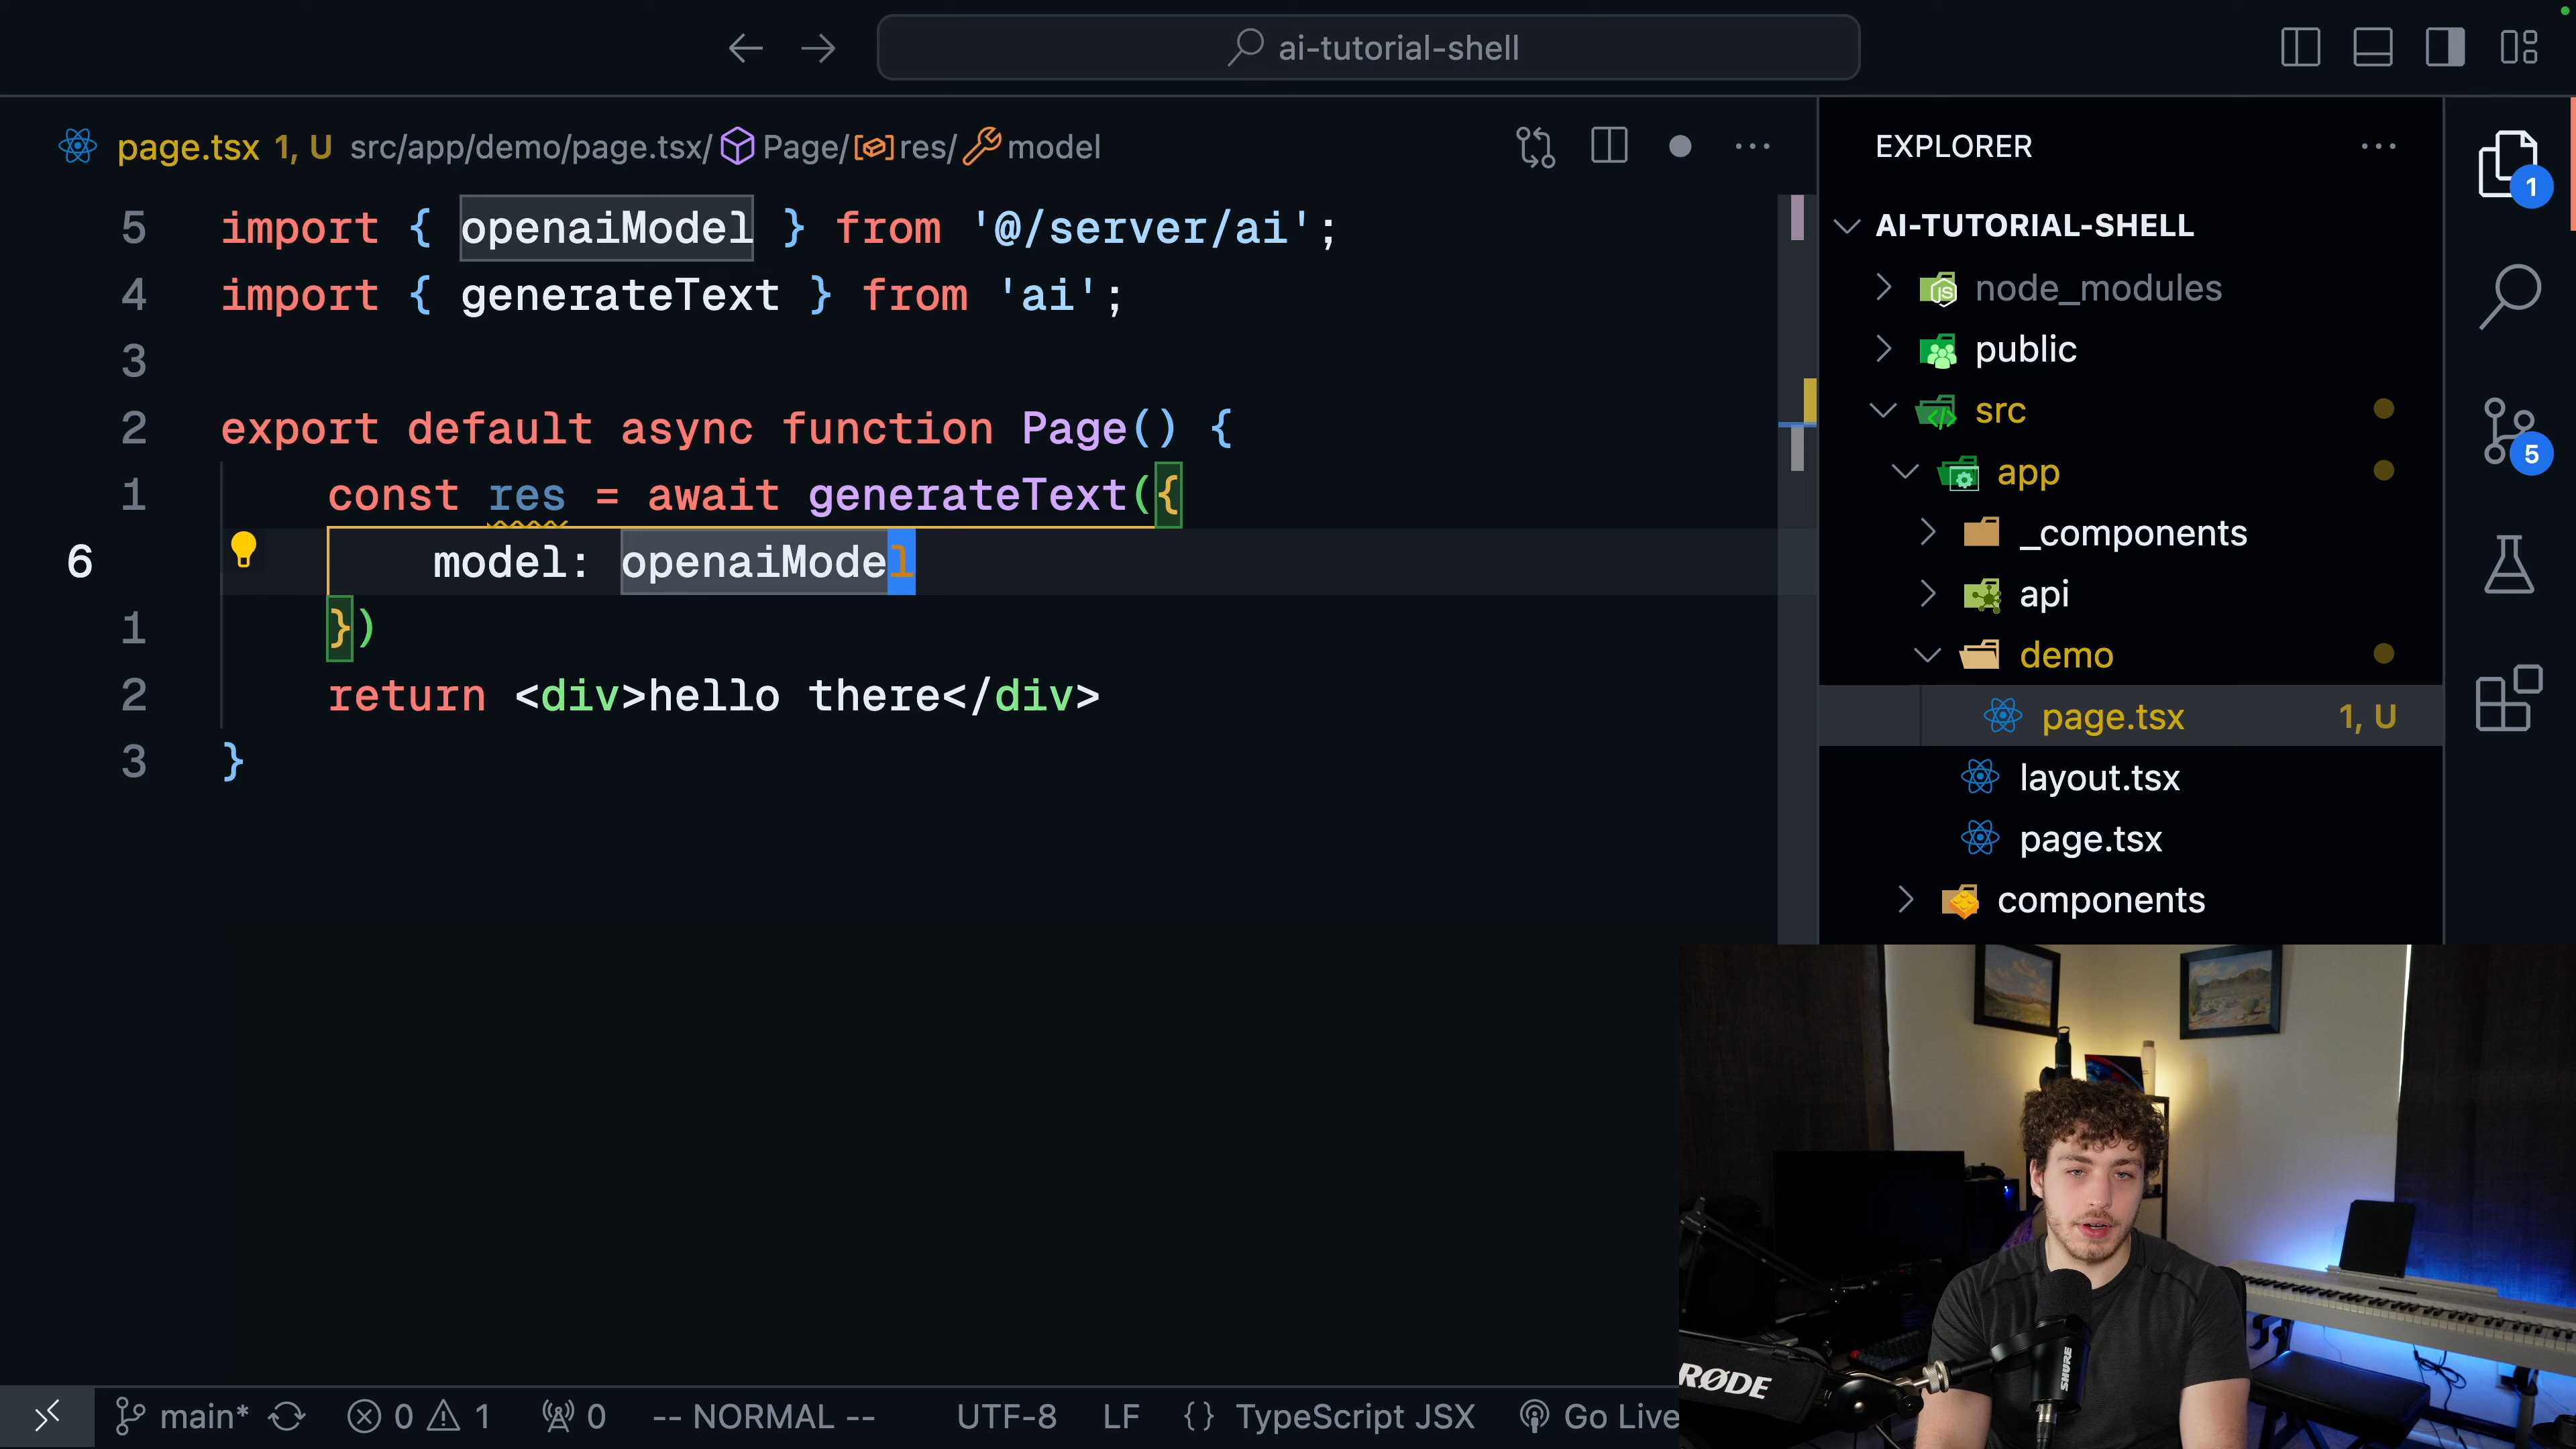 ai-tutorial-shell
page.tsx 1, U src/app/demo/page.tsx/ Page/ res/ model
5 import { openaiModel } from '@/server/ai';
4 import { generateText } from 'ai';
3
2 export default async function Page() {
1 const res = await generateText({
6 model: openaiModel
1 })
2 return <div>hello there</div>
3 }
EXPLORER
AI-TUTORIAL-SHELL
node_modules
public
src
app
_components
api
demo
page.tsx 1, U
layout.tsx
page.tsx
components
1
5
RØDE
SHURE
main* 0 1 0 -- NORMAL -- UTF-8 LF {} TypeScript JSX Go Live